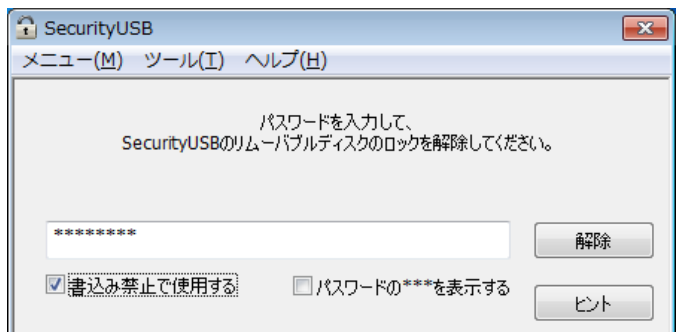 SecurityUSB
メニュー(M) ツール(T) ヘルプ(H)
パスワードを入力して、
SecurityUSBのリムーバブルディスクのロックを解除してください。
******** 解除
書込み禁止で使用する パスワードの***を表示する
ヒント